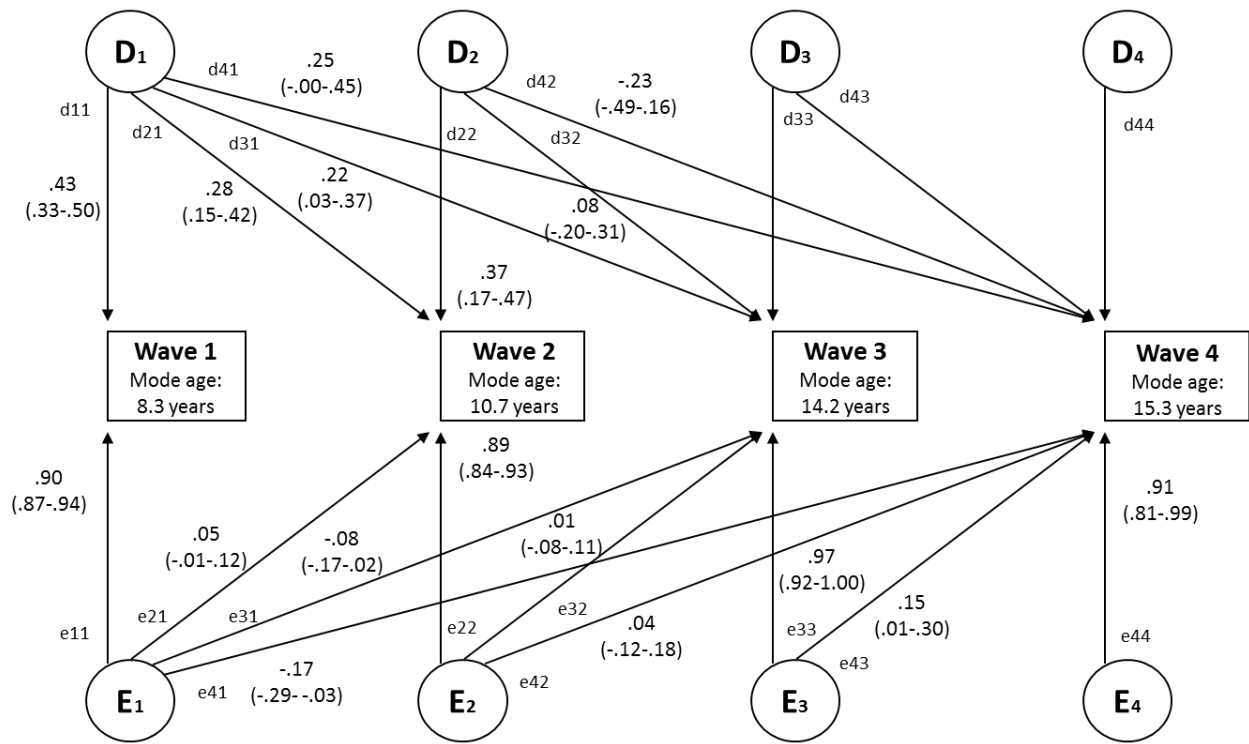 D1
D2
D3
D4
d41
.25
(-.00-.45)
d42
-.23
(-.49-.16)
d43
d11
d21
d31
d22
d32
d33
d44
.43
(.33-.50)
.28
(.15-.42)
.22
(.03-.37)
.08
(-.20-.31)
.37
(.17-.47)
Wave 1
Mode age:
8.3 years
Wave 2
Mode age:
10.7 years
Wave 3
Mode age:
14.2 years
Wave 4
Mode age:
15.3 years
.90
(.87-.94)
.89
(.84-.93)
.91
(.81-.99)
.05
(-.01-.12)
-.08
(-.17-.02)
.01
(-.08-.11)
.97
(.92-1.00)
.15
(.01-.30)
e11
e21
e31
e22
e32
.04
(-.12-.18)
e33
e43
e44
-.17
(-.29- -.03)
e41
e42
E1
E2
E3
E4